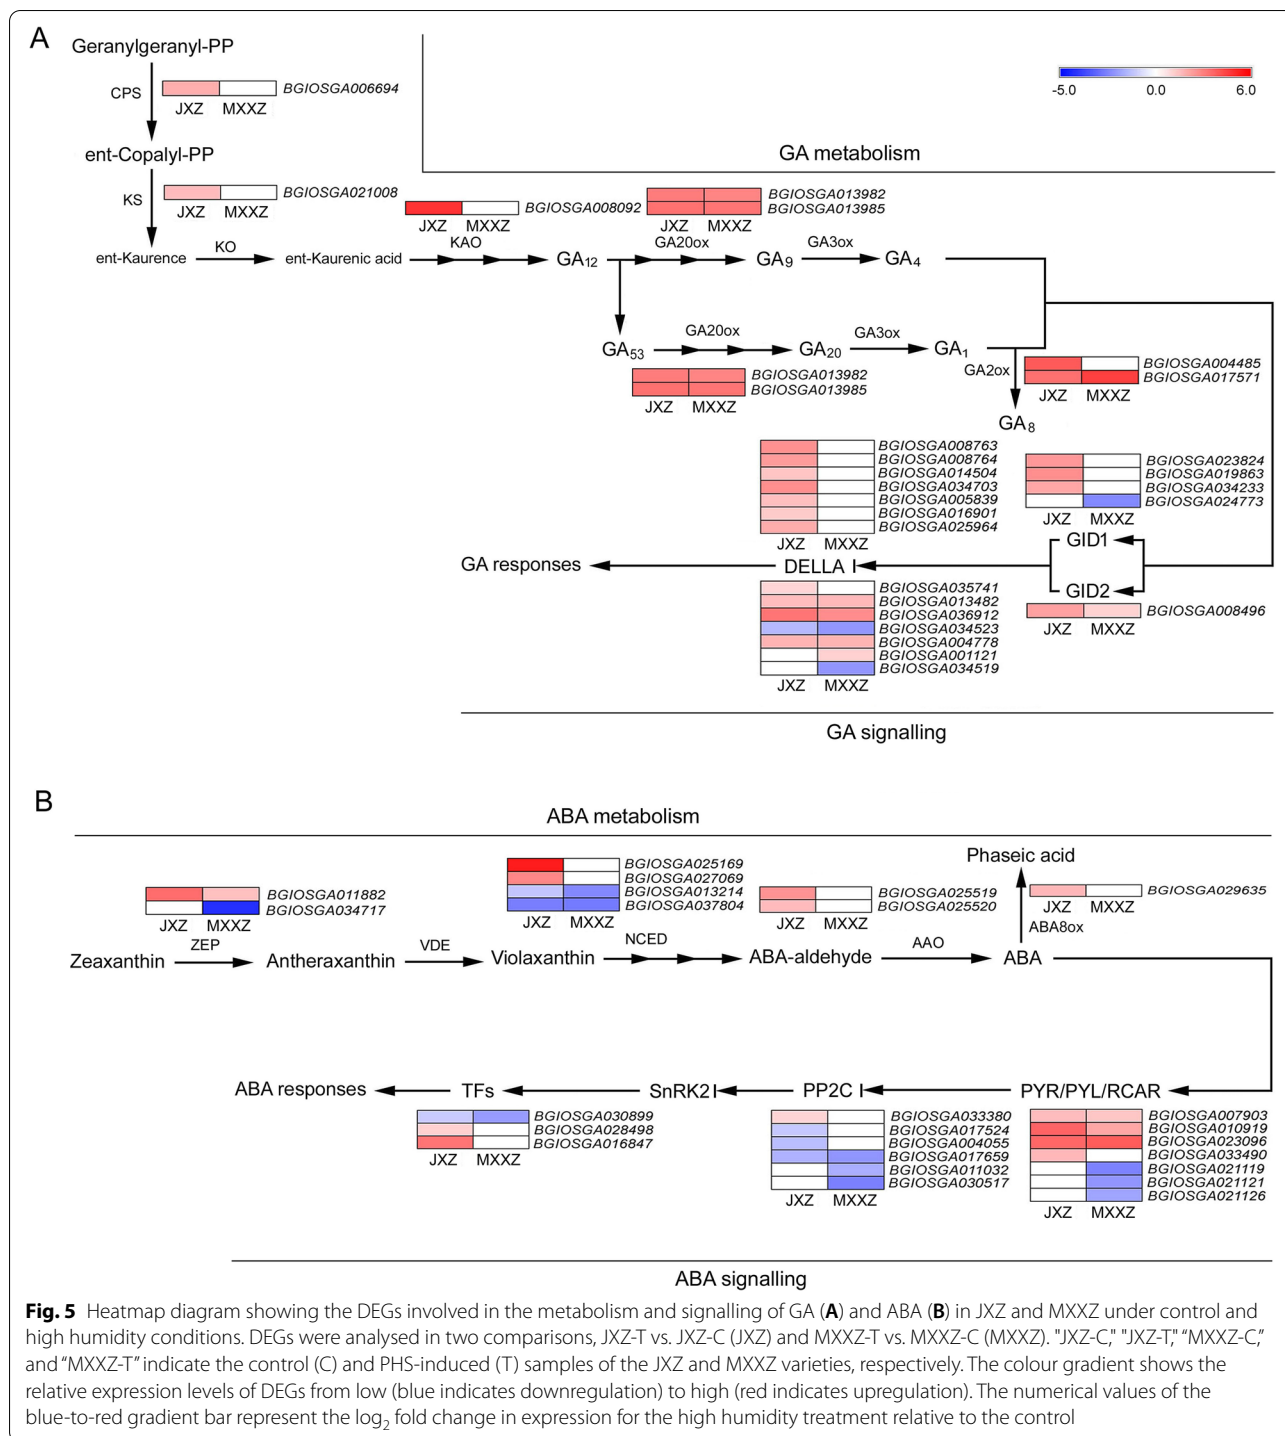 A
Geranylgeranyl-PP
-5.0 0.0 6.0
CPS
BGIOSGA006694
JXZ MXXZ
ent-Copalyl-PP
GA metabolism
KS
BGIOSGA021008
JXZ MXXZ
BGIOSGA008092
JXZ MXXZ
BGIOSGA013982
BGIOSGA013985
JXZ MXXZ
ent-Kaurence
KO
ent-Kaurenic acid
KAO
GA12
GA20ox
GA9
GA3ox
GA4
GA53
GA20ox
GA20
GA3ox
GA1
BGIOSGA013982
BGIOSGA013985
JXZ MXXZ
GA2ox
BGIOSGA004485
BGIOSGA017571
JXZ MXXZ
GA8
BGIOSGA008763
BGIOSGA008764
BGIOSGA014504
BGIOSGA034703
BGIOSGA005839
BGIOSGA016901
BGIOSGA025964
JXZ MXXZ
BGIOSGA023824
BGIOSGA019863
BGIOSGA034233
BGIOSGA024773
JXZ MXXZ
GID1
GA responses
DELLA
GID2
BGIOSGA035741
BGIOSGA013482
BGIOSGA036912
BGIOSGA034523
BGIOSGA004778
BGIOSGA001121
BGIOSGA034519
JXZ MXXZ
BGIOSGA008496
JXZ MXXZ
GA signalling
B
ABA metabolism
BGIOSGA011882
BGIOSGA034717
JXZ MXXZ
BGIOSGA025169
BGIOSGA027069
BGIOSGA013214
BGIOSGA037804
JXZ MXXZ
BGIOSGA025519
BGIOSGA025520
JXZ MXXZ
Phaseic acid
BGIOSGA029635
JXZ MXXZ
ABA8ox
Zeaxanthin
ZEP
Antheraxanthin
VDE
Violaxanthin
NCED
ABA-aldehyde
AAO
ABA
ABA responses
TFs
SnRK2
PP2C
PYR/PYL/RCAR
BGIOSGA030899
BGIOSGA028498
BGIOSGA016847
JXZ MXXZ
BGIOSGA033380
BGIOSGA017524
BGIOSGA004055
BGIOSGA017659
BGIOSGA011032
BGIOSGA030517
JXZ MXXZ
BGIOSGA007903
BGIOSGA010919
BGIOSGA023096
BGIOSGA033490
BGIOSGA021119
BGIOSGA021121
BGIOSGA021126
JXZ MXXZ
ABA signalling
Fig. 5 Heatmap diagram showing the DEGs involved in the metabolism and signalling of GA (A) and ABA (B) in JXZ and MXXZ under control and
high humidity conditions. DEGs were analysed in two comparisons, JXZ-T vs. JXZ-C (JXZ) and MXXZ-T vs. MXXZ-C (MXXZ). "JXZ-C," "JXZ-T," "MXXZ-C,"
and "MXXZ-T" indicate the control (C) and PHS-induced (T) samples of the JXZ and MXXZ varieties, respectively. The colour gradient shows the
relative expression levels of DEGs from low (blue indicates downregulation) to high (red indicates upregulation). The numerical values of the
blue-to-red gradient bar represent the log2 fold change in expression for the high humidity treatment relative to the control